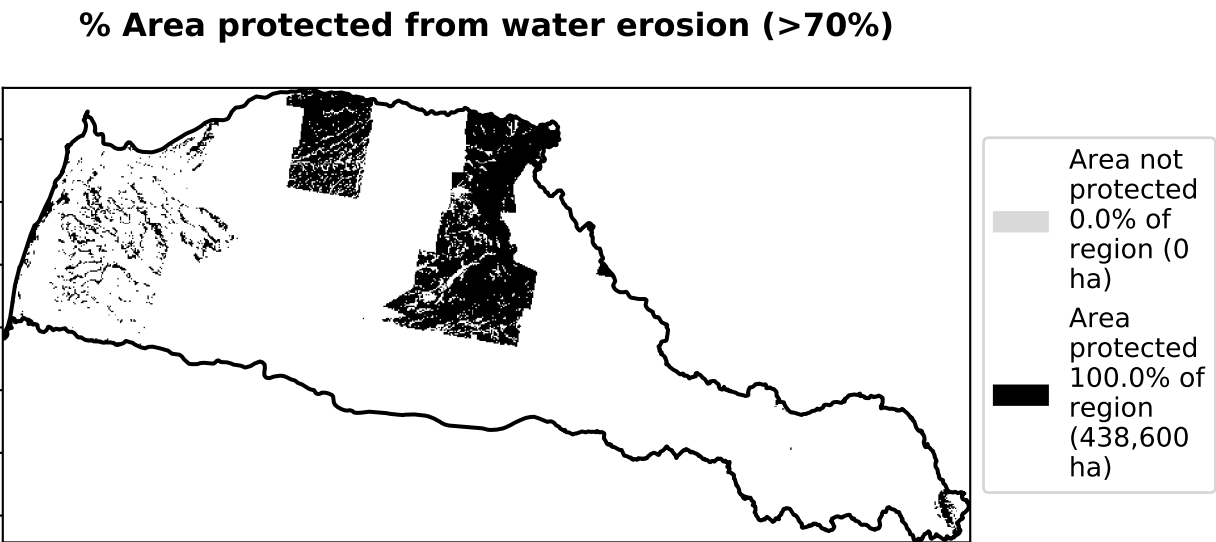 % Area protected from water erosion (>70%)
Area not
protected
0.0% of
region (0
ha)
Area
protected
100.0% of
region
(438,600
ha)